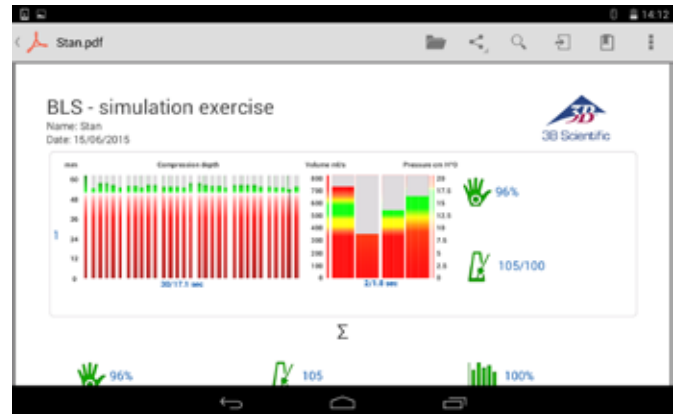 14:12
Stan.pdf
BLS - simulation exercise
Name: Stan
Date: 15/06/2015
3B
3B Scientific
mm Compression depth Volume ml/s Pressure cm H²O
60
48
36
24
12
0
30/17.1 sec
800
700
600
500
400
300
200
100
0
2/1.8 sec
20
17.5
15
12.5
10
7.5
5
2.5
0
96%
105/100
Σ
96% 105 100%